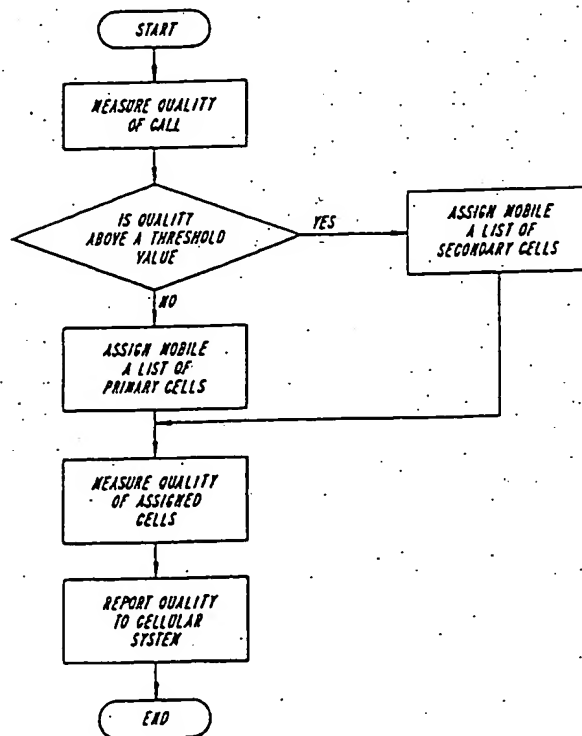 START
MEASURE QUALITY
OF CALL
IS QUALITY
ABOVE A THRESHOLD
VALUE
YES
ASSIGN MOBILE
A LIST OF
SECONDARY CELLS
NO
ASSIGN MOBILE
A LIST OF
PRIMARY CELLS
MEASURE QUALITY
OF ASSIGNED
CELLS
REPORT QUALITY
TO CELLULAR
SYSTEM
END